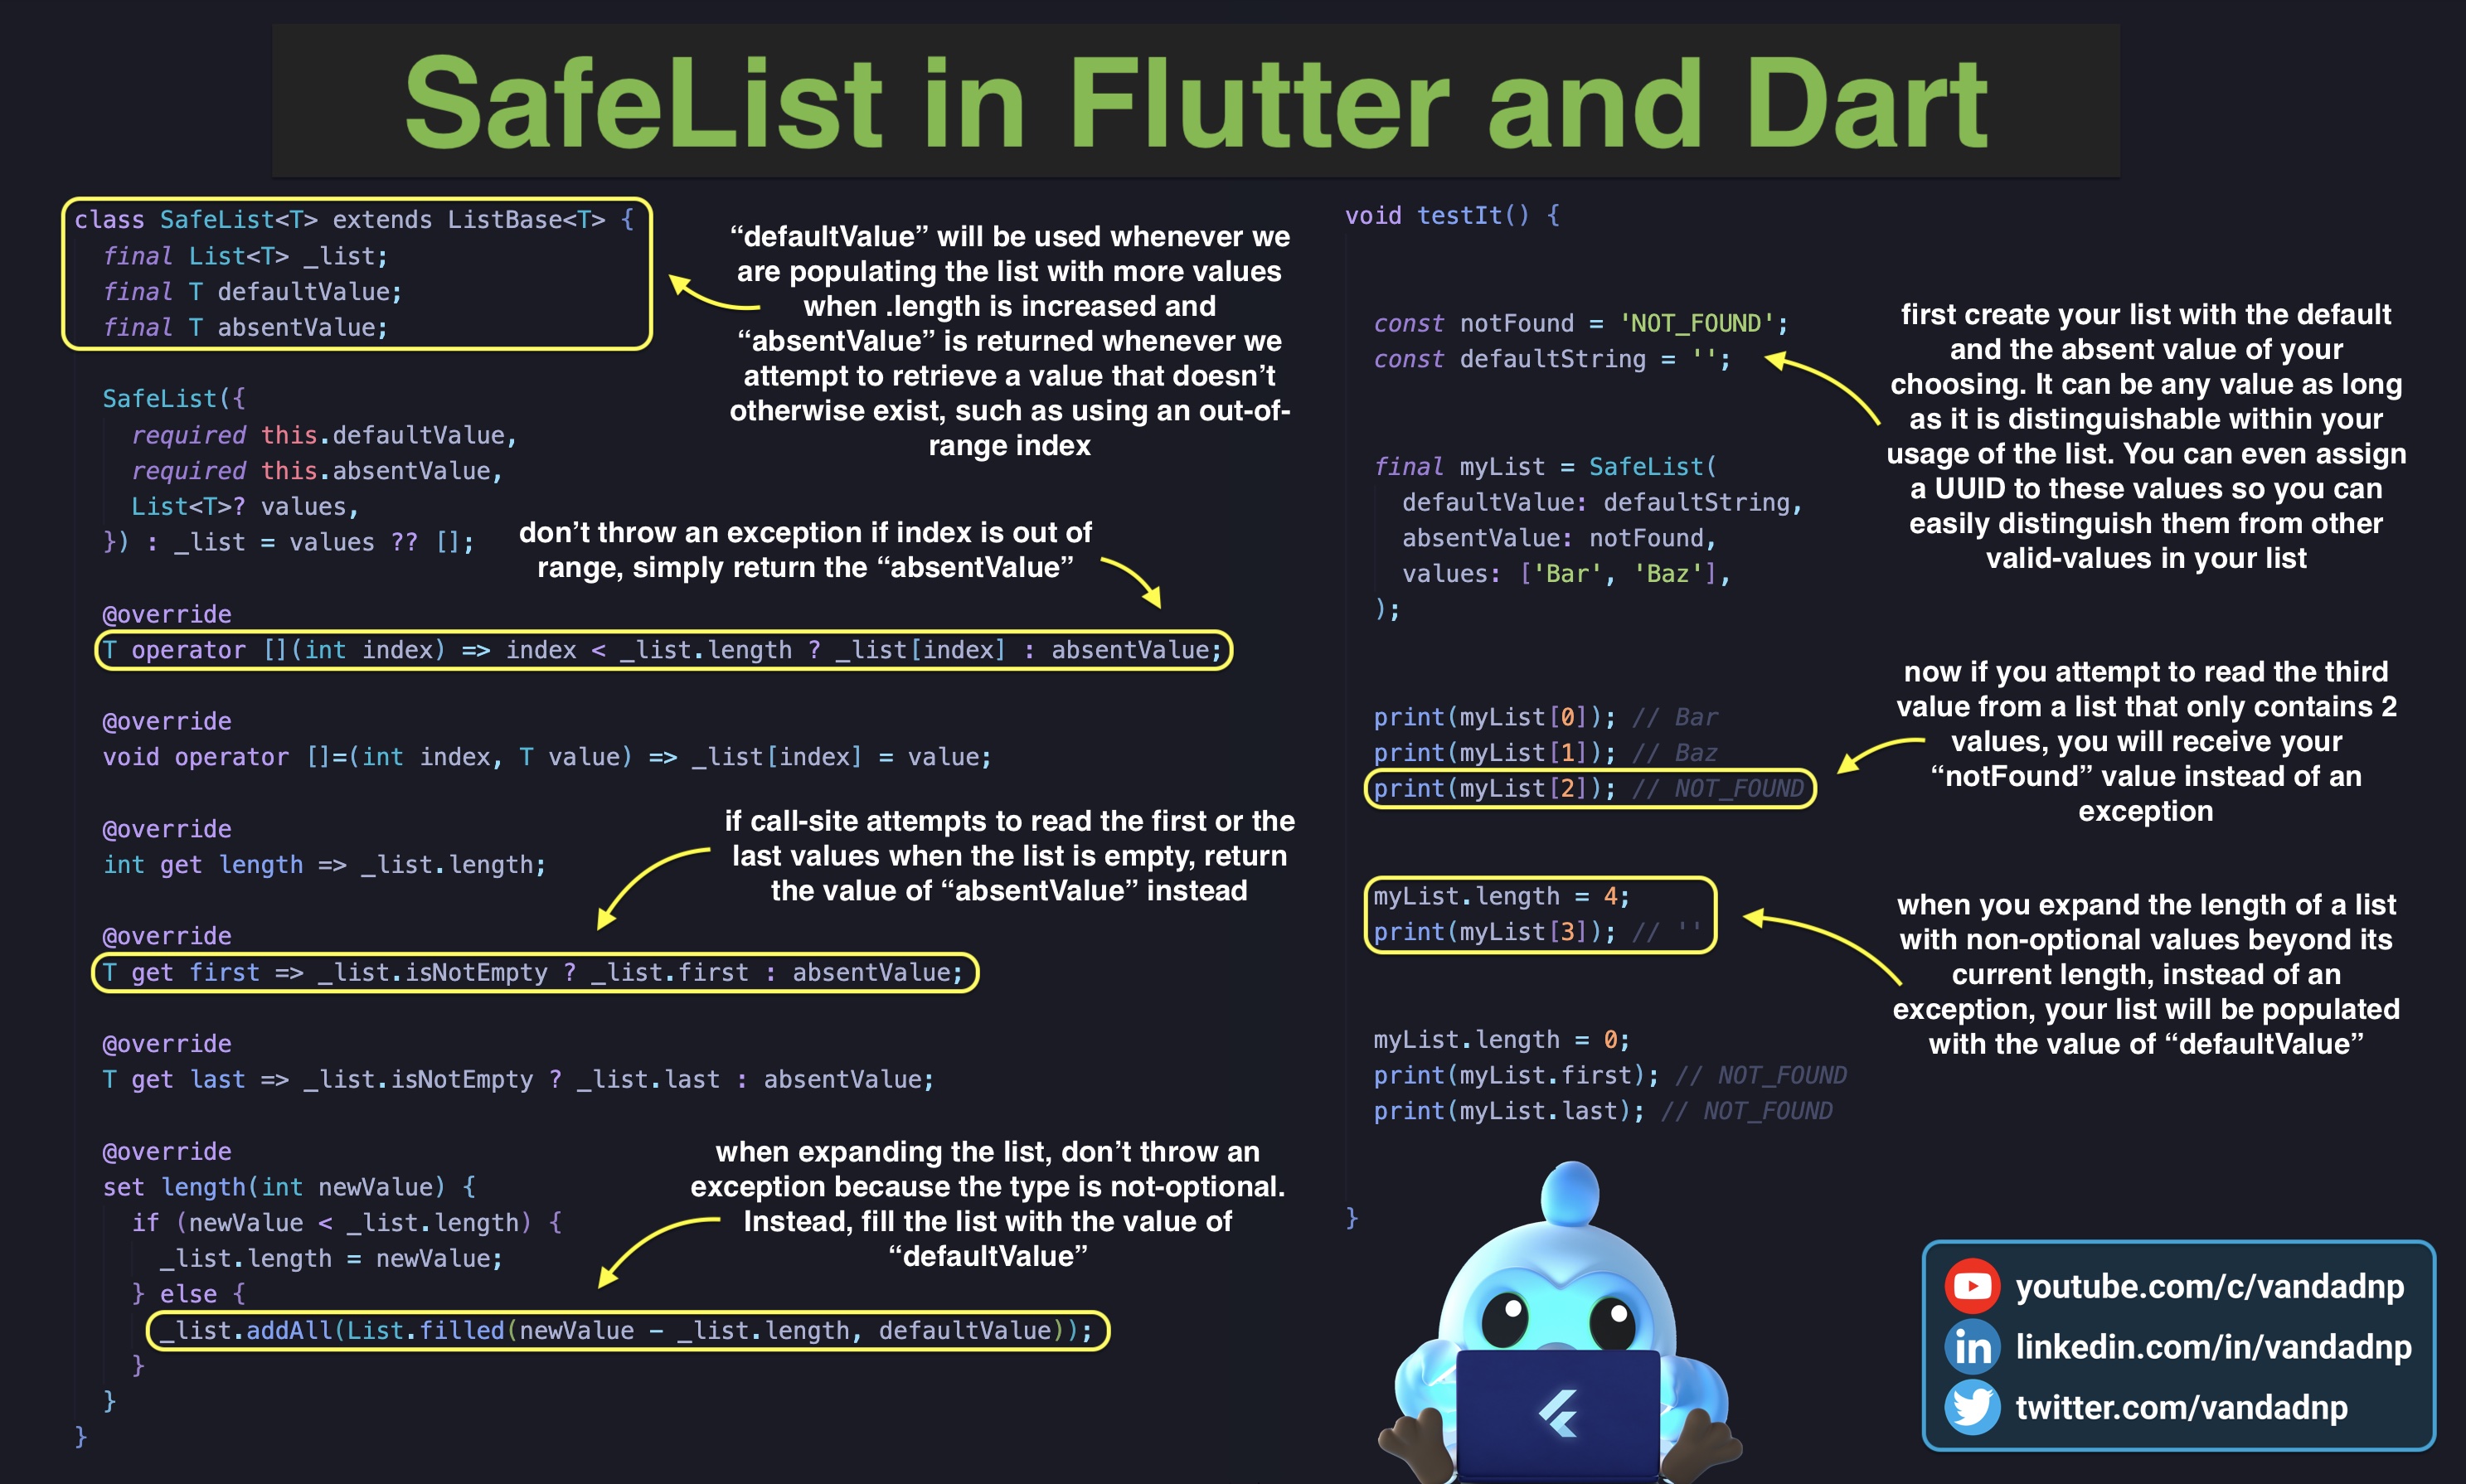 SafeList in Flutter and Dart
class SafeList<T> extends ListBase<T> {
final List<T> _list;
final T defaultValue;
final T absentValue;
SafeList({
required this.defaultValue,
required this.absentValue,
List<T>? values,
}) : _list = values ?? [];
@override
T operator [](int index) => index < _list.length ? _list[index] : absentValue;
@override
void operator []=(int index, T value) => _list[index] = value;
@override
int get length => _list.length;
@override
T get first => _list.isNotEmpty ? _list.first : absentValue;
@override
T get last => _list.isNotEmpty ? _list.last : absentValue;
@override
set length(int newValue) {
if (newValue < _list.length) {
_list.length = newValue;
} else {
_list.addAll(List.filled(newValue - _list.length, defaultValue));
}
}
}
“defaultValue” will be used whenever we
are populating the list with more values
when .length is increased and
“absentValue” is returned whenever we
attempt to retrieve a value that doesn’t
otherwise exist, such as using an out-of-
range index
don’t throw an exception if index is out of
range, simply return the “absentValue”
if call-site attempts to read the first or the
last values when the list is empty, return
the value of “absentValue” instead
when expanding the list, don’t throw an
exception because the type is not-optional.
Instead, fill the list with the value of
“defaultValue”
void testIt() {
const notFound = 'NOT_FOUND';
const defaultString = '';
final myList = SafeList(
defaultValue: defaultString,
absentValue: notFound,
values: ['Bar', 'Baz'],
);
print(myList[0]); // Bar
print(myList[1]); // Baz
print(myList[2]); // NOT_FOUND
myList.length = 4;
print(myList[3]); // ''
myList.length = 0;
print(myList.first); // NOT_FOUND
print(myList.last); // NOT_FOUND
}
first create your list with the default
and the absent value of your
choosing. It can be any value as long
as it is distinguishable within your
usage of the list. You can even assign
a UUID to these values so you can
easily distinguish them from other
valid-values in your list
now if you attempt to read the third
value from a list that only contains 2
values, you will receive your
“notFound” value instead of an
exception
when you expand the length of a list
with non-optional values beyond its
current length, instead of an
exception, your list will be populated
with the value of “defaultValue”
youtube.com/c/vandadnp
in linkedin.com/in/vandadnp
twitter.com/vandadnp